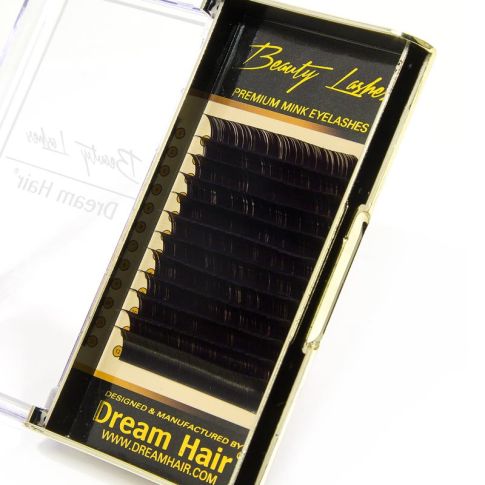 Beauty Lashes
PREMIUM MINK EYELASHES
Beauty Lashes
Dream Hair®
DESIGNED & MANUFACTURED BY
Dream Hair
WWW.DREAMHAIR.COM